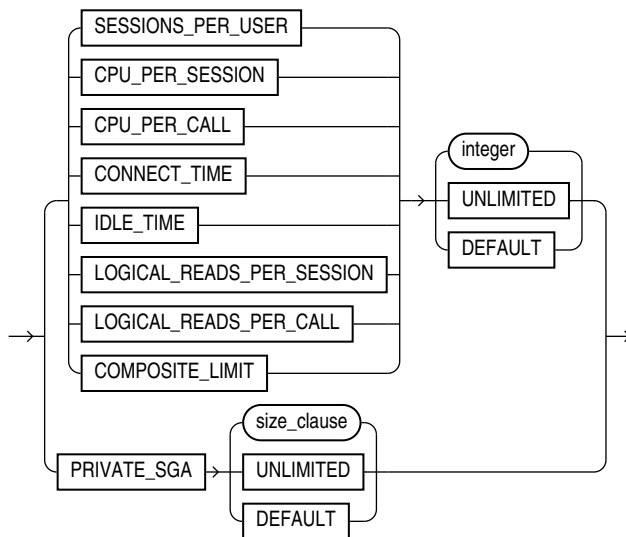 SESSIONS_PER_USER
CPU_PER_SESSION
CPU_PER_CALL
CONNECT_TIME
IDLE_TIME
LOGICAL_READS_PER_SESSION
LOGICAL_READS_PER_CALL
COMPOSITE_LIMIT
integer
UNLIMITED
DEFAULT
PRIVATE_SGA
size_clause
UNLIMITED
DEFAULT